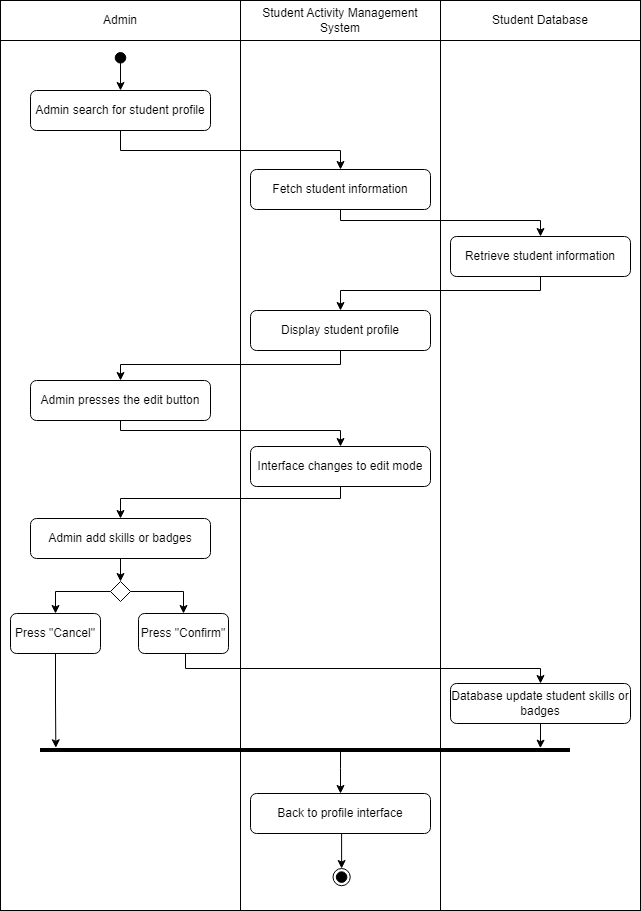 Admin
Student Activity Management
System
Student Database
Admin search for student profile
Fetch student information
Retrieve student information
Display student profile
Admin presses the edit button
Interface changes to edit mode
Admin add skills or badges
Press "Cancel"
Press "Confirm"
Database update student skills or
badges
Back to profile interface